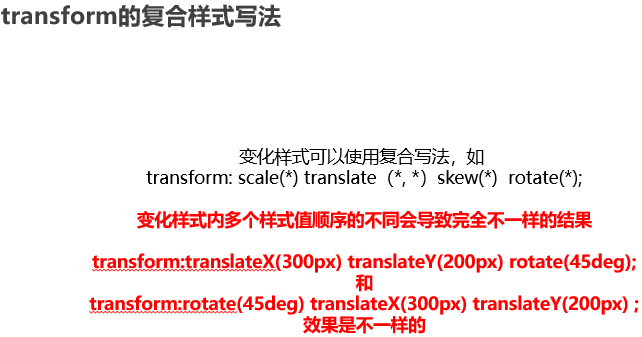 transform的复合样式写法
变化样式可以使用复合写法，如
transform: scale(*) translate（*, *）skew(*)  rotate(*);
变化样式内多个样式值顺序的不同会导致完全不一样的结果
transform:translateX(300px) translateY(200px) rotate(45deg);
和
transform:rotate(45deg) translateX(300px) translateY(200px) ;
效果是不一样的